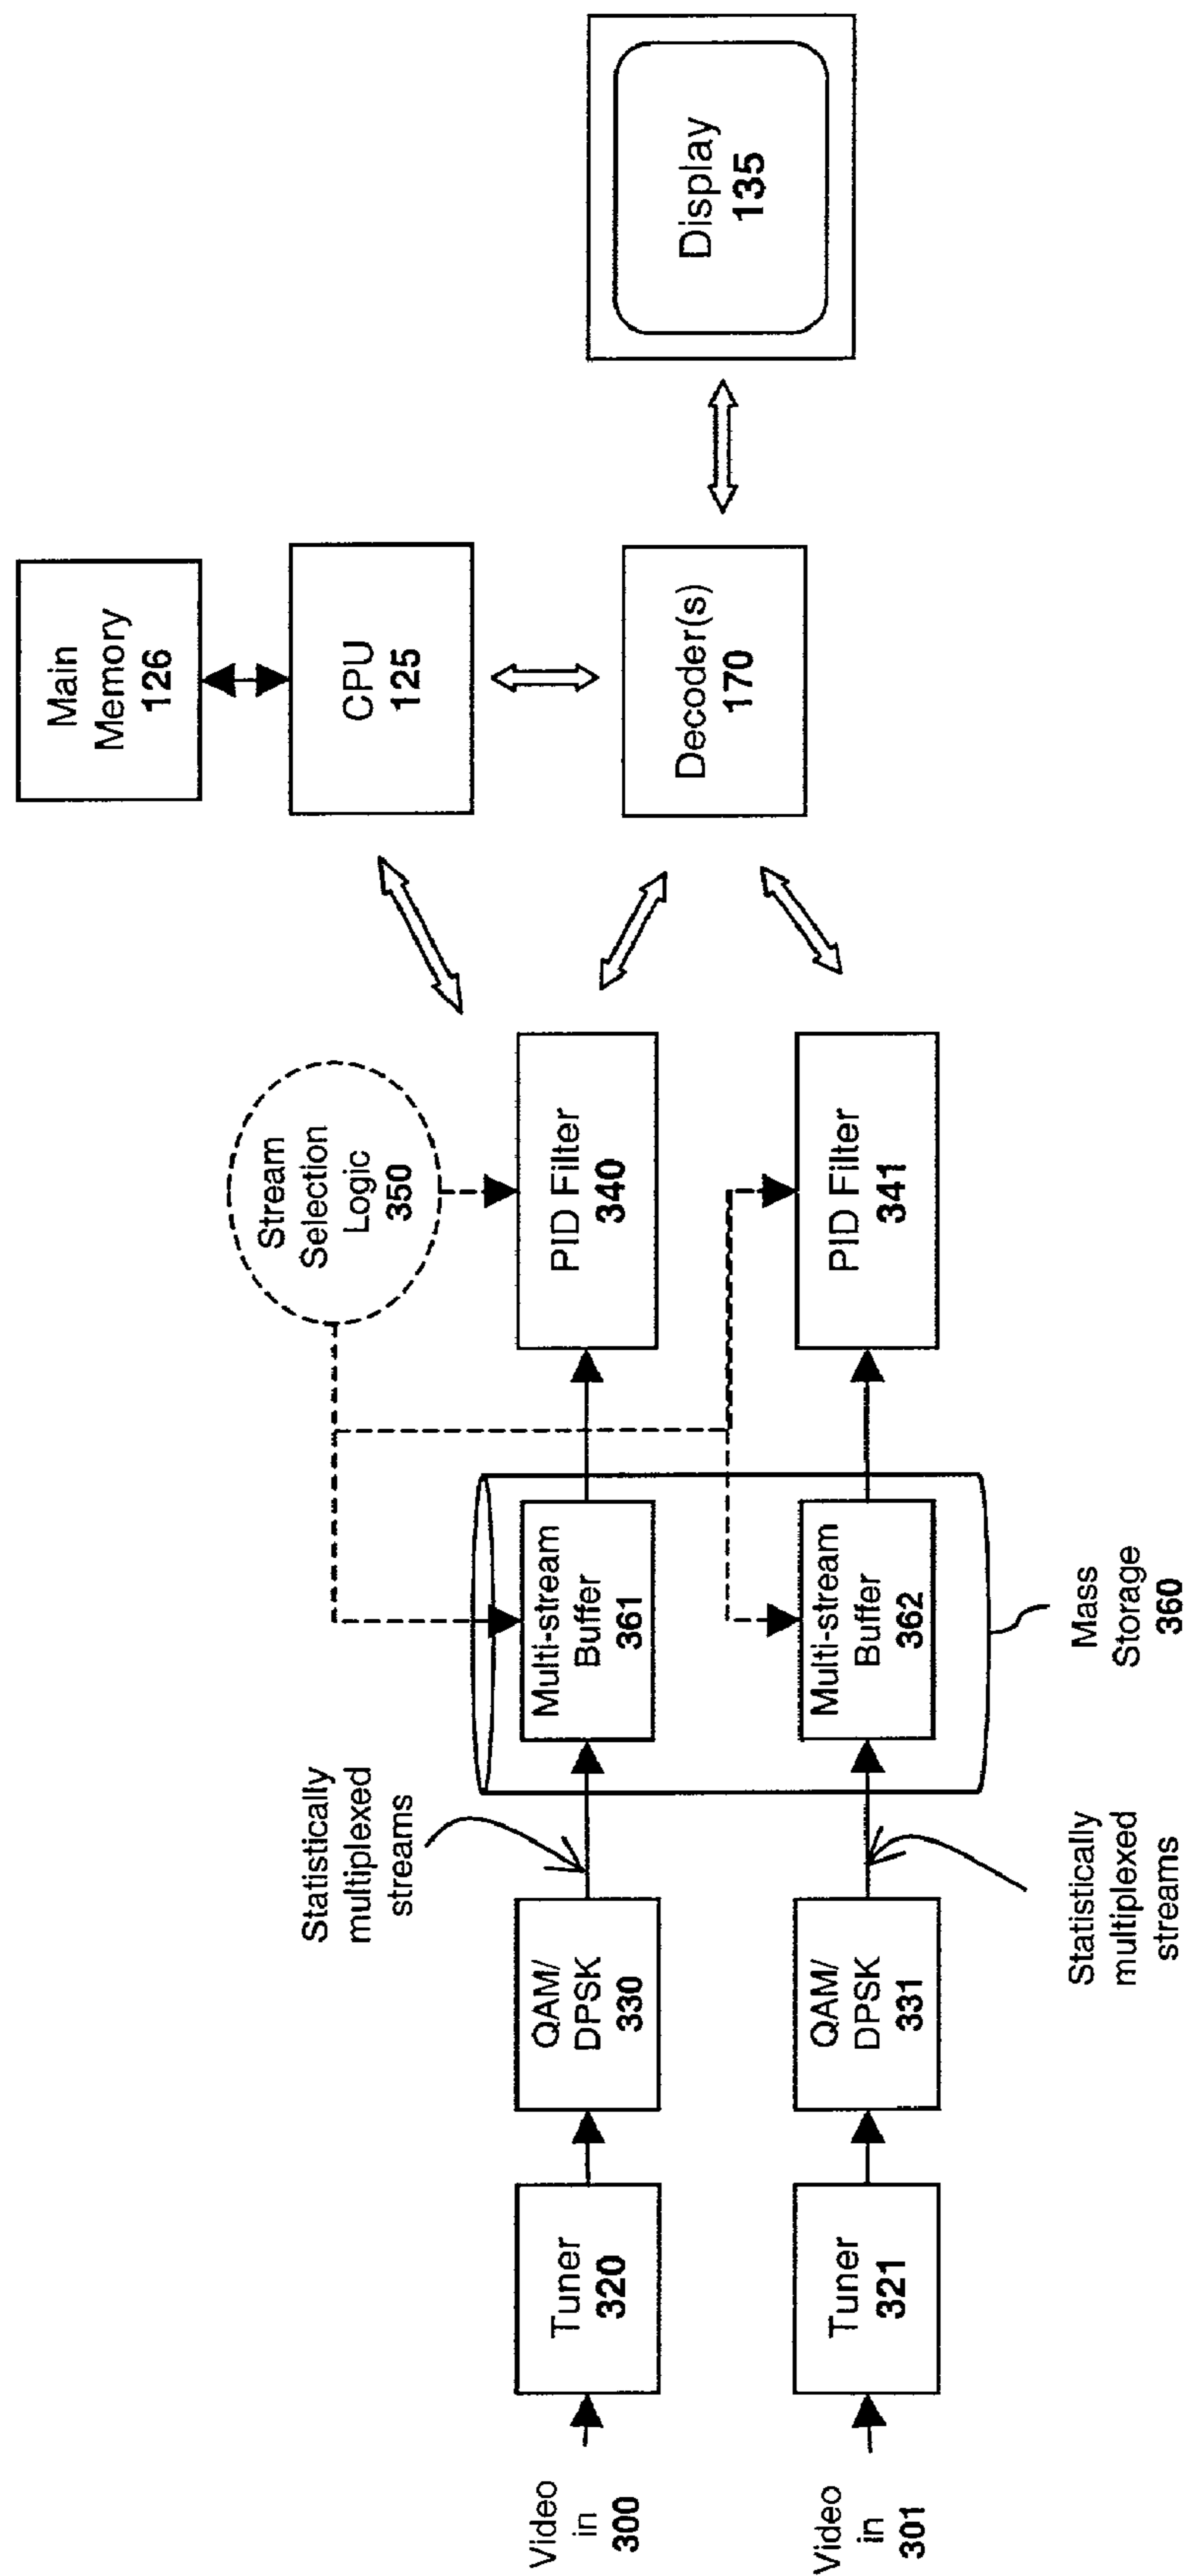 Main
Memory
126
CPU
125
Decoder(s)
170
Display
135
Stream
Selection
Logic
350
PID Filter
340
PID Filter
341
Statistically
multiplexed
streams
Multi-stream
Buffer
361
Multi-stream
Buffer
362
Mass
Storage
360
QAM/
DPSK
330
QAM/
DPSK
331
Statistically
multiplexed
streams
Tuner
320
Tuner
321
Video
in
300
Video
in
301